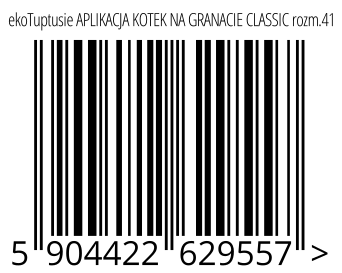 ekoTuptusie APLIKACJA KOTEK NA GRANACIE CLASSIC rozm.41
5 904422 629557 >